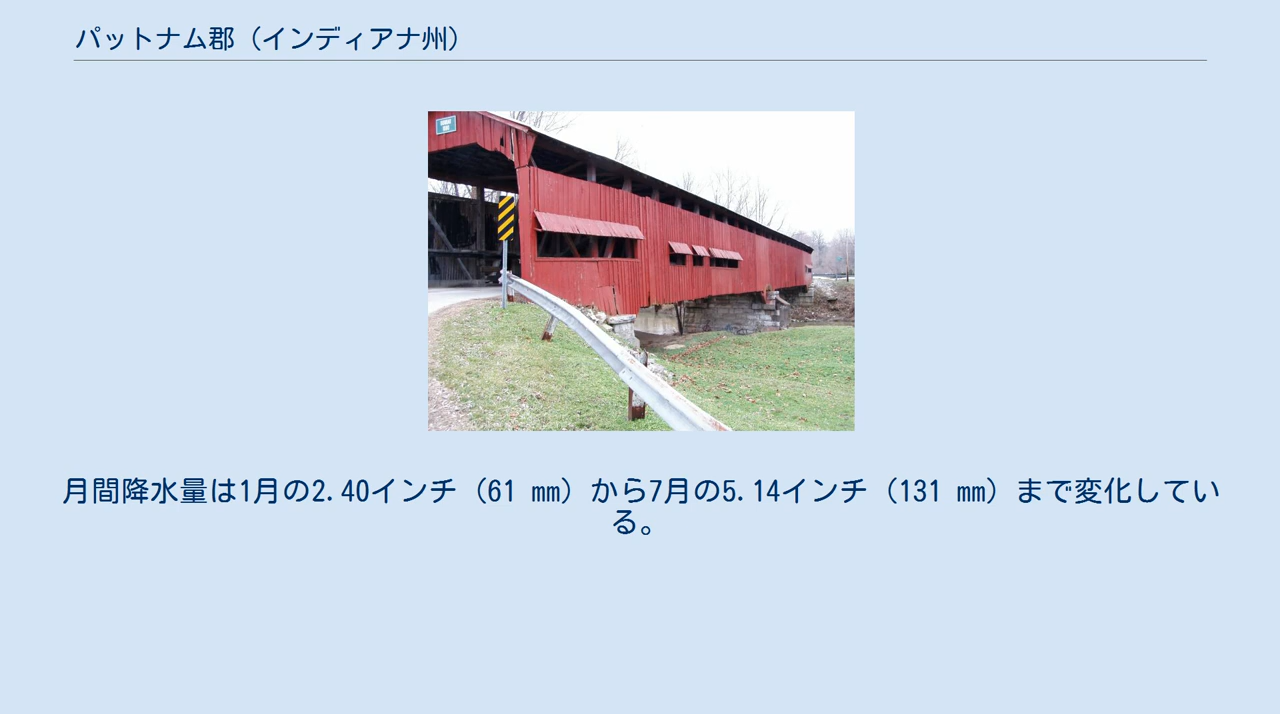 パットナム郡（インディアナ州）
月間降水量は1月の2.40インチ（61 mm）から7月の5.14インチ（131 mm）まで変化してい
る。